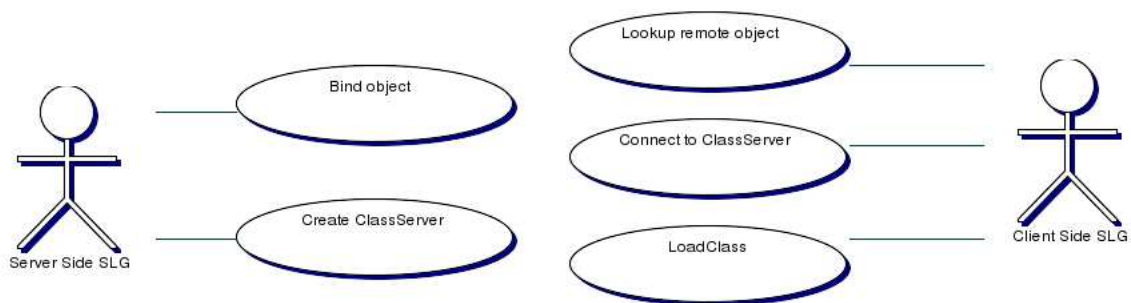 Lookup remote object
Bind object
Connect to ClassServer
Create ClassServer
Client Side SLG
LoadClass
Server Side SLG